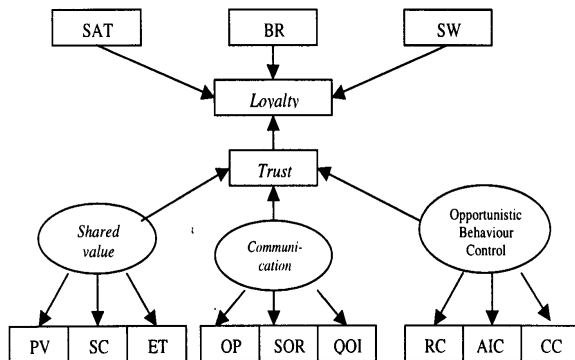 SAT BR SW
Loyalty
Trust
Shared
value
Communi-
cation
Opportunistic
Behaviour
Control
PV SC ET OP SOR QOI RC AIC CC